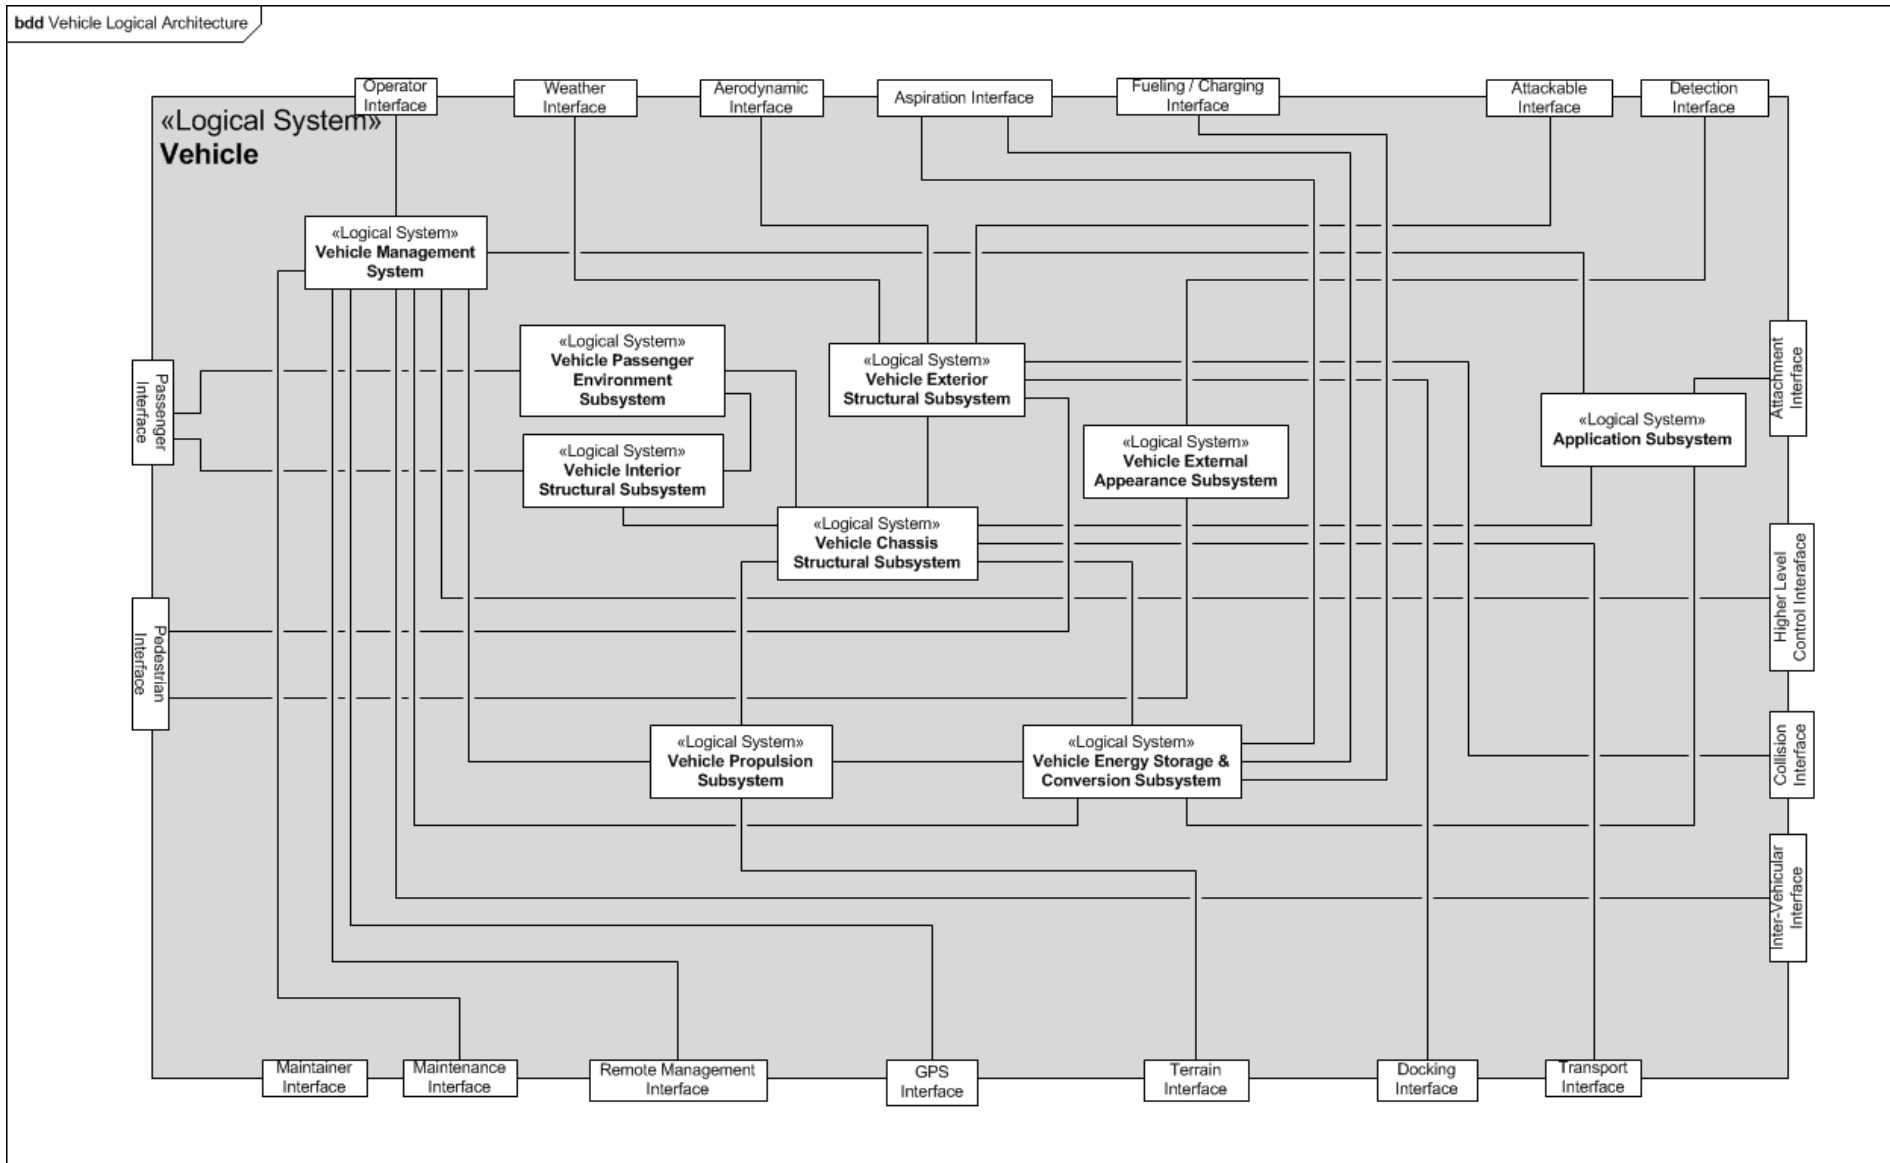 bdd Vehicle Logical Architecture
Operator
Interface
Weather
Interface
Aerodynamic
Interface
Aspiration Interface
Fueling / Charging
Interface
Attackable
Interface
Detection
Interface
«Logical System»
Vehicle
«Logical System»
Vehicle Management
System
«Logical System»
Vehicle Passenger
Environment
Subsystem
«Logical System»
Vehicle Exterior
Structural Subsystem
Attachment
Interface
Passenger
Interface
«Logical System»
Application Subsystem
«Logical System»
Vehicle Interior
Structural Subsystem
«Logical System»
Vehicle External
Appearance Subsystem
«Logical System»
Vehicle Chassis
Structural Subsystem
Higher Level
Control Interaface
Pedestrian
Interface
«Logical System»
Vehicle Propulsion
Subsystem
«Logical System»
Vehicle Energy Storage &
Conversion Subsystem
Collision
Interface
Inter-Vehicular
Interface
Maintainer
Interface
Maintenance
Interface
Remote Management
Interface
GPS
Interface
Terrain
Interface
Docking
Interface
Transport
Interface